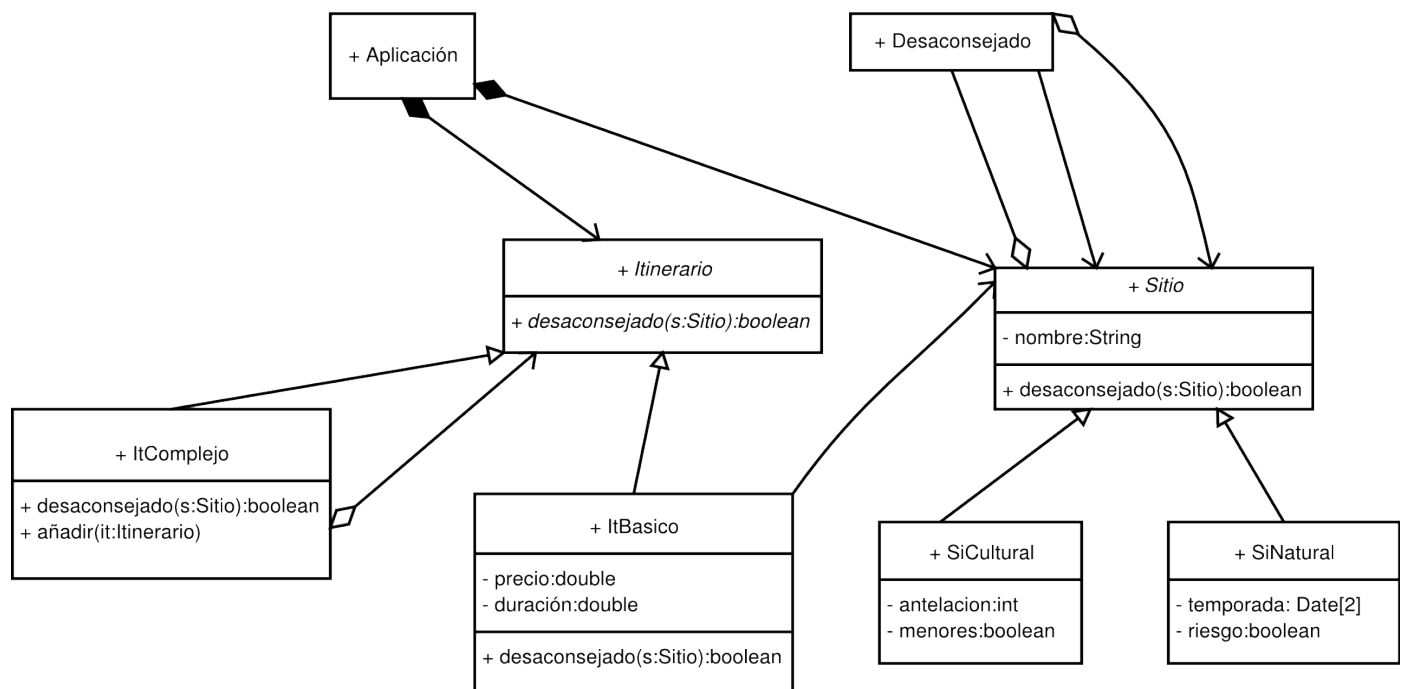 + Aplicación
+ Desaconsejado
+ Itinerario
+ desaconsejado(s:Sitio):boolean
+ Sitio
- nombre:String
+ desaconsejado(s:Sitio):boolean
+ ItComplejo
+ desaconsejado(s:Sitio):boolean
+ añadir(it:Itinerario)
+ ItBasico
- precio:double
- duración:double
+ desaconsejado(s:Sitio):boolean
+ SiCultural
- antelacion:int
- menores:boolean
+ SiNatural
- temporada: Date[2]
- riesgo:boolean